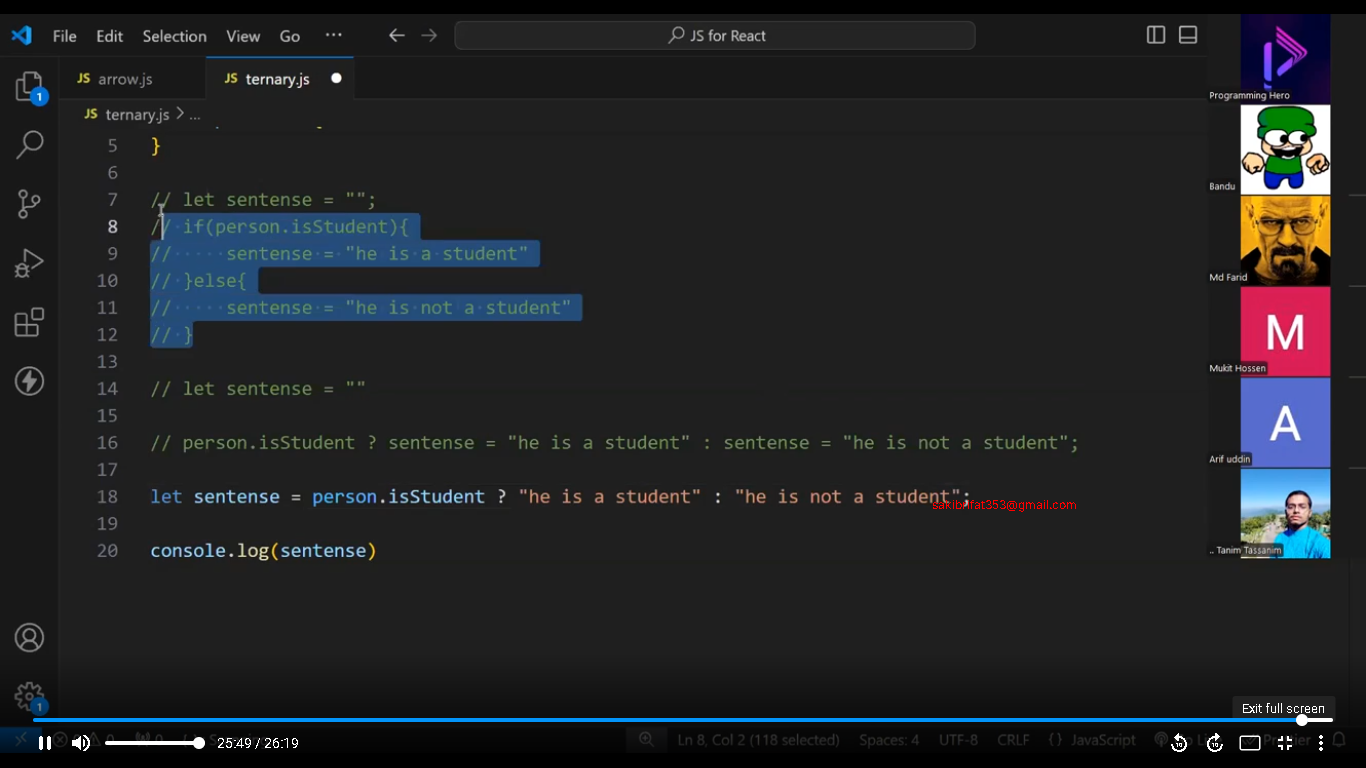 File Edit Selection View Go ··· JS for React
JS arrow.js JS ternary.js
JS ternary.js > ...
5 }
6
7 // let sentense = "";
8 // if(person.isStudent){
9 // sentense = "he is a student"
10 // }else{
11 // sentense = "he is not a student"
12 // }
13
14 // let sentense = ""
15
16 // person.isStudent ? sentense = "he is a student" : sentense = "he is not a student";
17
18 let sentense = person.isStudent ? "he is a student" : "he is not a student";
19
20 console.log(sentense)
sakibrifat353@gmail.com
1
1
Programming Hero
Bandu
Md Farid
M
Mukit Hossen
A
Arif uddin
.. Tanim Tassanim
Exit full screen
25:49 / 26:19
Ln 8, Col 2 (118 selected) Spaces: 4 UTF-8 CRLF {} JavaScript Prettier
10 10